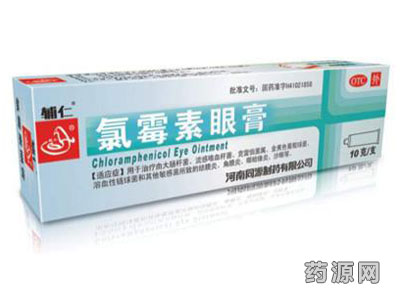 辅仁®
批准文号：国药准字H41021858
OTC 外
氯霉素眼膏
Chloramphenicol Eye Ointment
【适应症】用于治疗由大肠杆菌、流感嗜血杆菌、克雷伯菌属、金黄色葡萄球菌、
溶血性链球菌和其他敏感菌所致的结膜炎、角膜炎、眼睑缘炎、沙眼等。
10克/支
河南同源制药有限公司
药源网